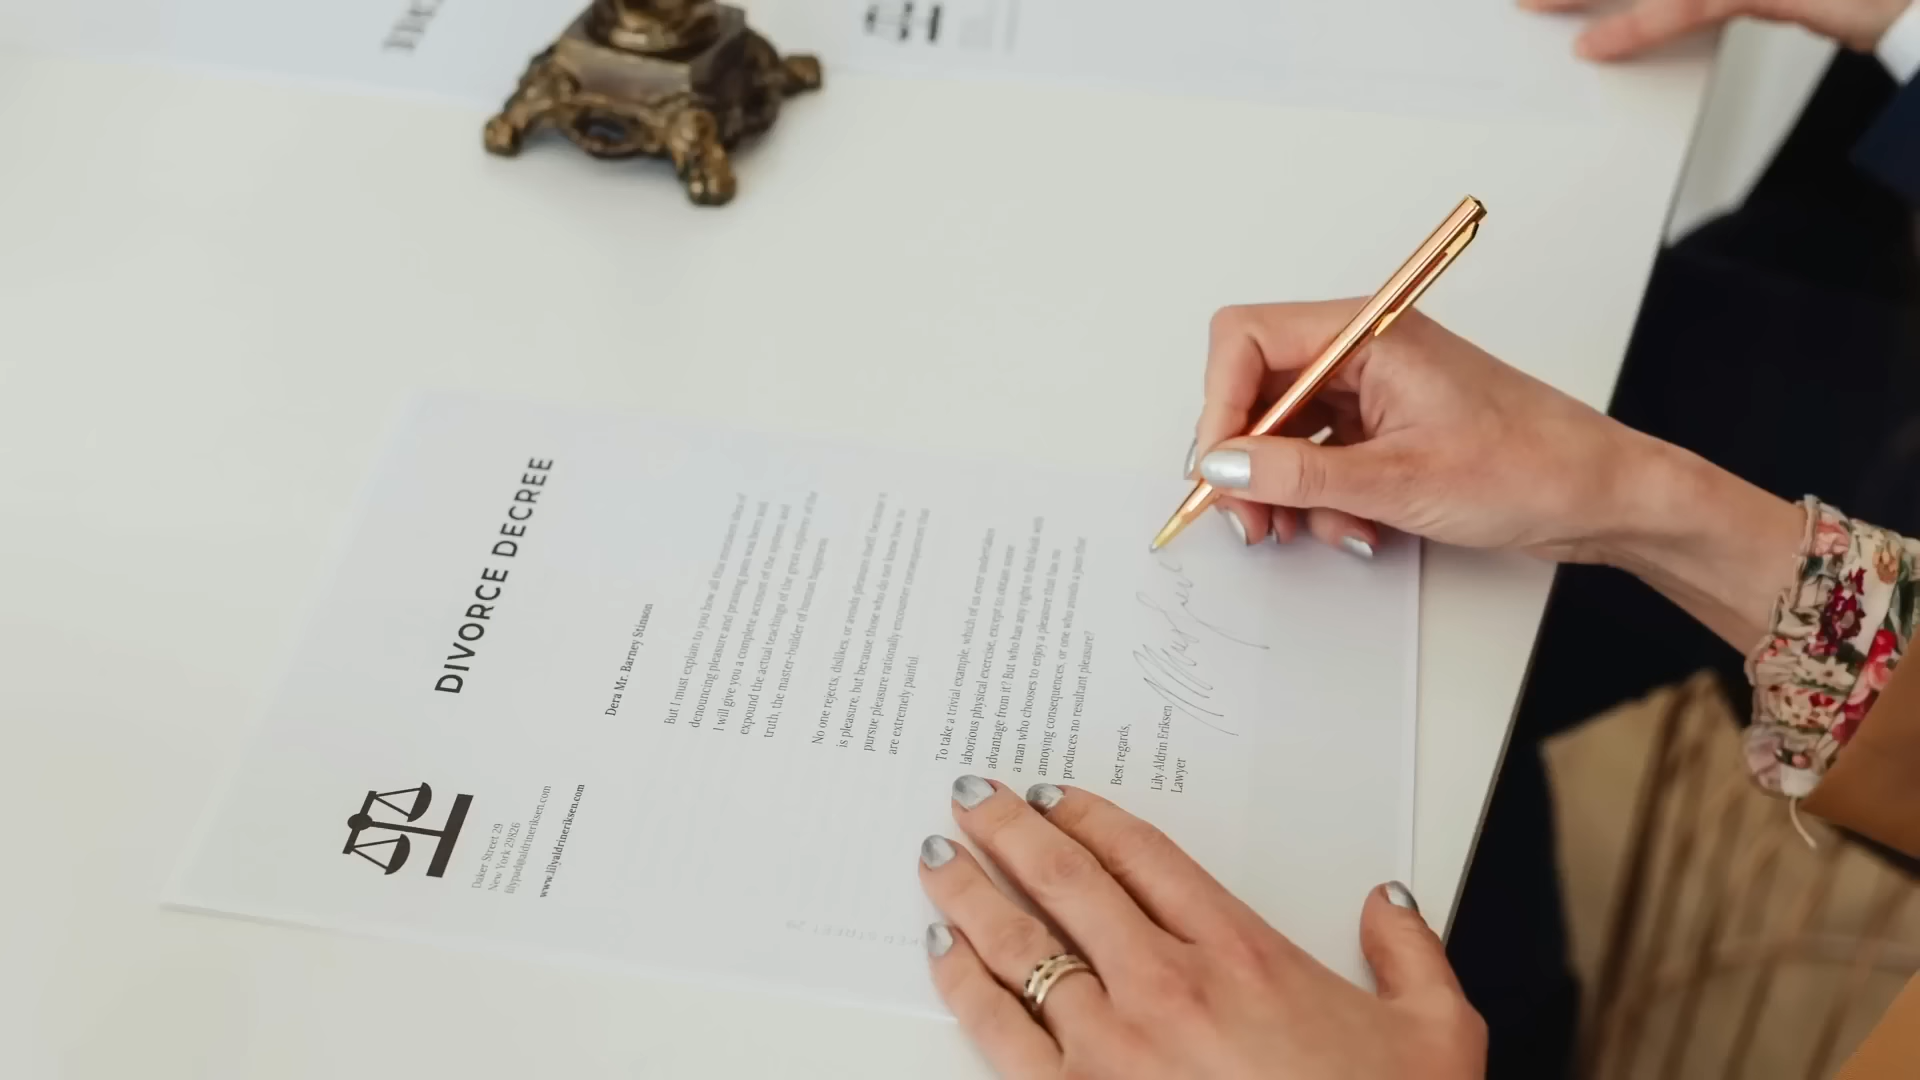 DIVORCE DECREE
Daker Street 29
New York 29826
lilypad@aldrineriksen.com
www.lilyaldrineriksen.com
Dera Mr. Barney Stinson
But I must explain to you how all this mistaken idea of
denouncing pleasure and praising pain was born and
I will give you a complete account of the system, and
expound the actual teachings of the great explorer of the
truth, the master-builder of human happiness.
No one rejects, dislikes, or avoids pleasure itself, because it
is pleasure, but because those who do not know how to
pursue pleasure rationally encounter consequences that
are extremely painful.
To take a trivial example, which of us ever undertakes
laborious physical exercise, except to obtain some
advantage from it? But who has any right to find fault with
a man who chooses to enjoy a pleasure that has no
annoying consequences, or one who avoids a pain that
produces no resultant pleasure?
Best regards,
Lily Aldrin Eriksen
Lawyer
STREET 29